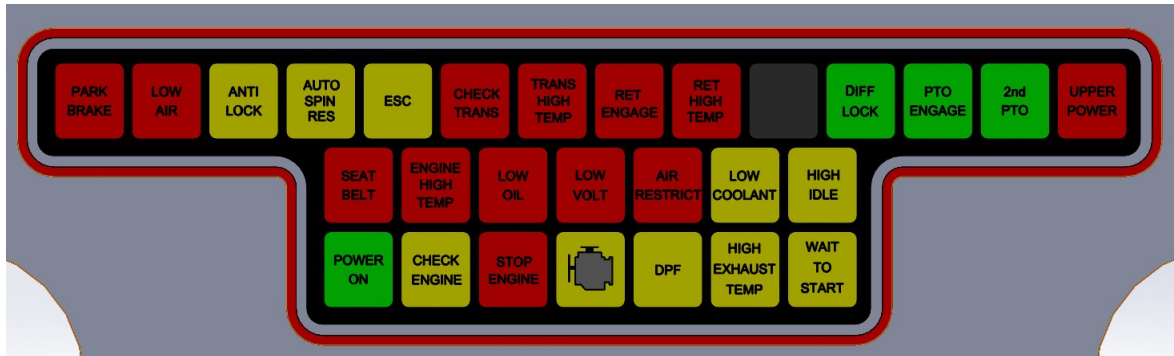 PARK
BRAKE
LOW
AIR
ANTI
LOCK
AUTO
SPIN
RES
ESC
CHECK
TRANS
TRANS
HIGH
TEMP
RET
ENGAGE
RET
HIGH
TEMP
DIFF
LOCK
PTO
ENGAGE
2nd
PTO
UPPER
POWER
SEAT
BELT
ENGINE
HIGH
TEMP
LOW
OIL
LOW
VOLT
AIR
RESTRICT
LOW
COOLANT
HIGH
IDLE
POWER
ON
CHECK
ENGINE
STOP
ENGINE
DPF
HIGH
EXHAUST
TEMP
WAIT
TO
START